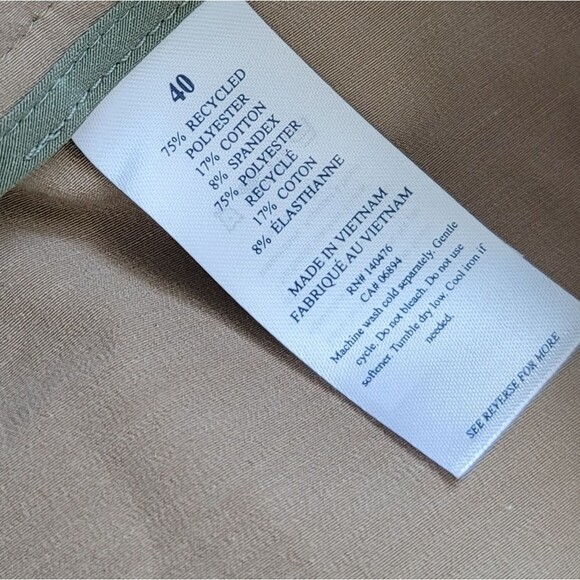 40
75% RECYCLED
POLYESTER
17% COTTON
8% SPANDEX
75% POLYESTER
RECYCLÉ
17% COTON
8% ÉLASTHANNE
MADE IN VIETNAM
FABRIQUÉ AU VIETNAM
RN# 140476
CA# 06894
Machine wash cold separately. Gentle
cycle. Do not bleach. Do not use
softener. Tumble dry low. Cool iron if
needed.
SEE REVERSE FOR MORE